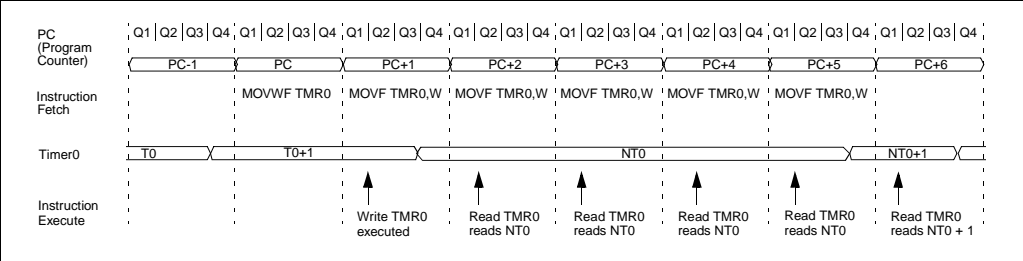 PC
(Program
Counter)
Q1 Q2 Q3 Q4 Q1 Q2 Q3 Q4 Q1 Q2 Q3 Q4 Q1 Q2 Q3 Q4 Q1 Q2 Q3 Q4 Q1 Q2 Q3 Q4 Q1 Q2 Q3 Q4 Q1 Q2 Q3 Q4
PC-1 PC PC+1 PC+2 PC+3 PC+4 PC+5 PC+6
Instruction
Fetch
MOVWF TMR0 MOVF TMR0,W MOVF TMR0,W MOVF TMR0,W MOVF TMR0,W MOVF TMR0,W
Timer0
T0 T0+1 NT0 NT0+1
Instruction
Execute
Write TMR0
executed
Read TMR0
reads NT0
Read TMR0
reads NT0
Read TMR0
reads NT0
Read TMR0
reads NT0
Read TMR0
reads NT0 + 1